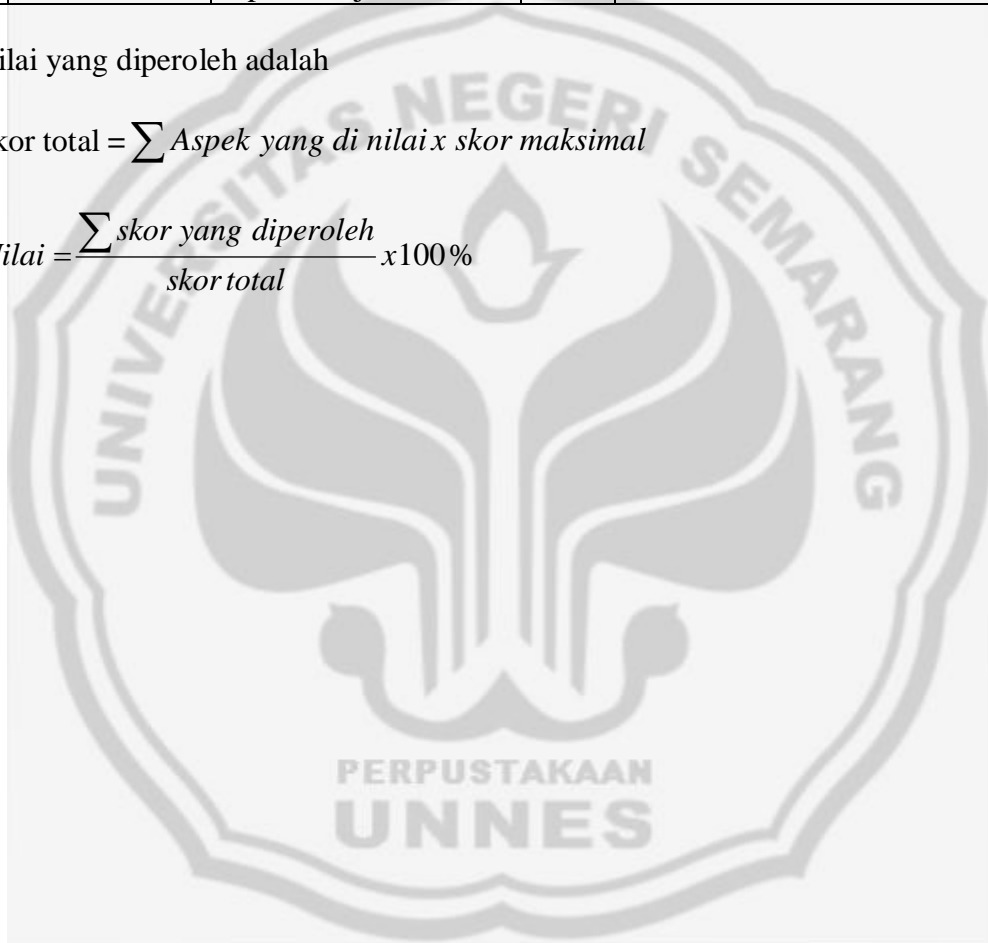 ilai yang diperoleh adalah
kor total = ∑ Aspek yang di nilai x skor maksimal
ilai = ∑ skor yang diperoleh / skor total x100%
UNIVERSITAS NEGERI SEMARANG
PERPUSTAKAAN
UNNES